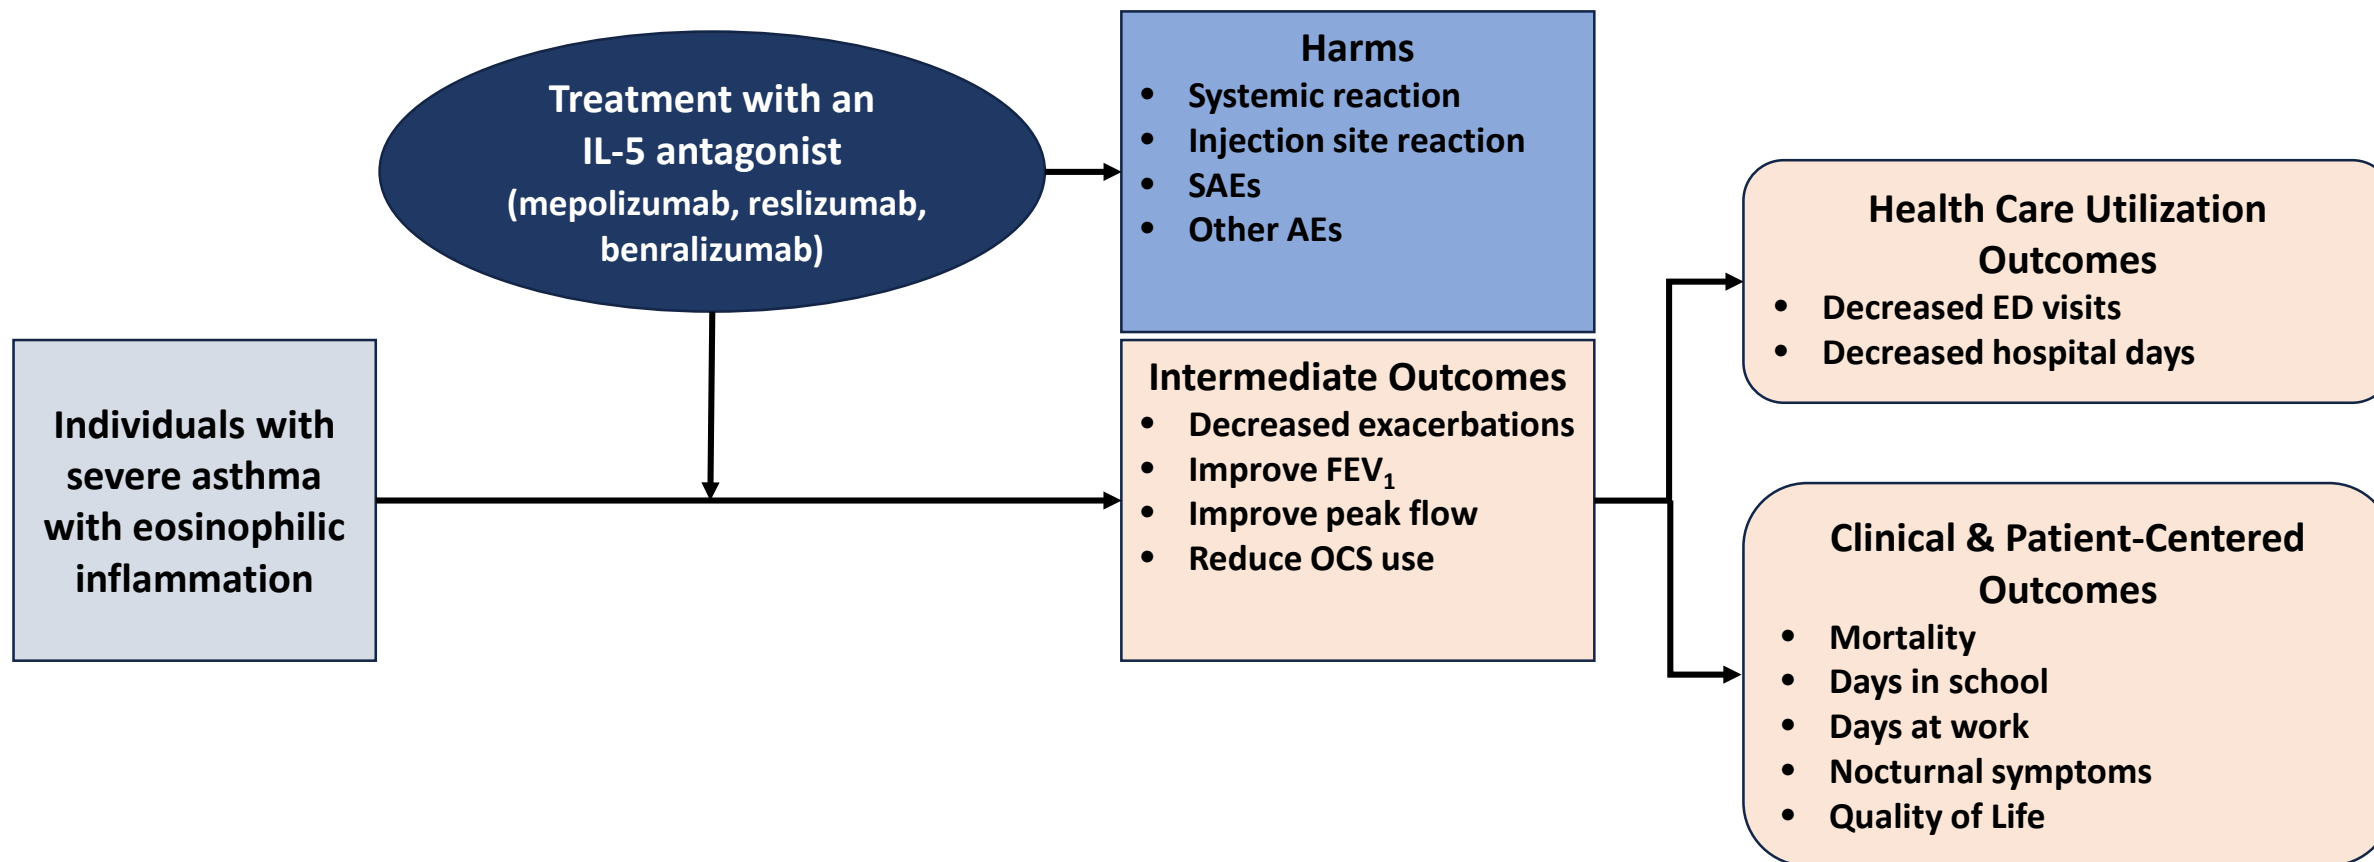 Treatment with an
IL-5 antagonist
(mepolizumab, reslizumab,
benralizumab)
Harms
• Systemic reaction
• Injection site reaction
• SAEs
• Other AEs
Individuals with
severe asthma
with eosinophilic
inflammation
Intermediate Outcomes
• Decreased exacerbations
• Improve FEV₁
• Improve peak flow
• Reduce OCS use
Health Care Utilization
Outcomes
• Decreased ED visits
• Decreased hospital days
Clinical & Patient-Centered
Outcomes
• Mortality
• Days in school
• Days at work
• Nocturnal symptoms
• Quality of Life